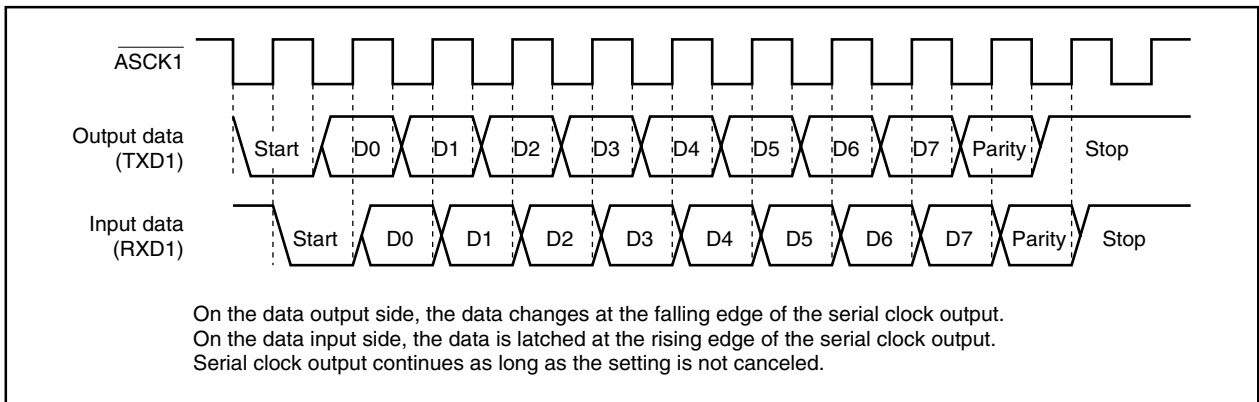 ASCK1
Output data
(TXD1)
Start D0 D1 D2 D3 D4 D5 D6 D7 Parity Stop
Input data
(RXD1)
Start D0 D1 D2 D3 D4 D5 D6 D7 Parity Stop
On the data output side, the data changes at the falling edge of the serial clock output.
On the data input side, the data is latched at the rising edge of the serial clock output.
Serial clock output continues as long as the setting is not canceled.